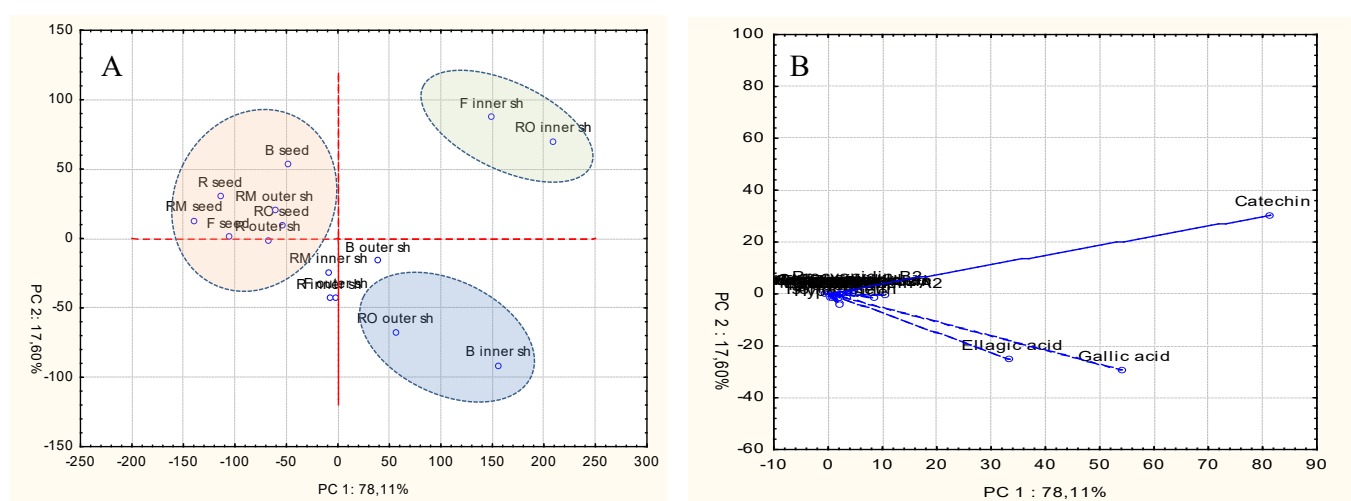 A
150
100
50
0
-50
-100
-150
-250 -200 -150 -100 -50 0 50 100 150 200 250 300
PC 1: 78,11%
PC 2: 17,60%
F inner sh
RO inner sh
B seed
R seed
RM outer sh
RM seed
RO seed
F seed
R outer sh
B outer sh
RM inner sh
RO outer sh
B inner sh
B
100
80
60
40
20
0
-20
-40
-60
-10 0 10 20 30 40 50 60 70 80 90
PC 1 : 78,11%
PC 2 : 17,60%
Catechin
Ellagic acid
Gallic acid